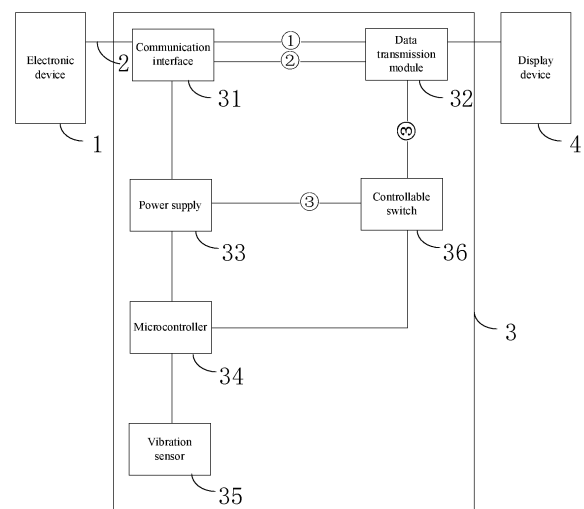 Electronic
device
1
2
Communication
interface
31
①
②
Data
transmission
module
32
Display
device
4
③
Power supply
33
③
Controllable
switch
36
Microcontroller
34
3
Vibration
sensor
35